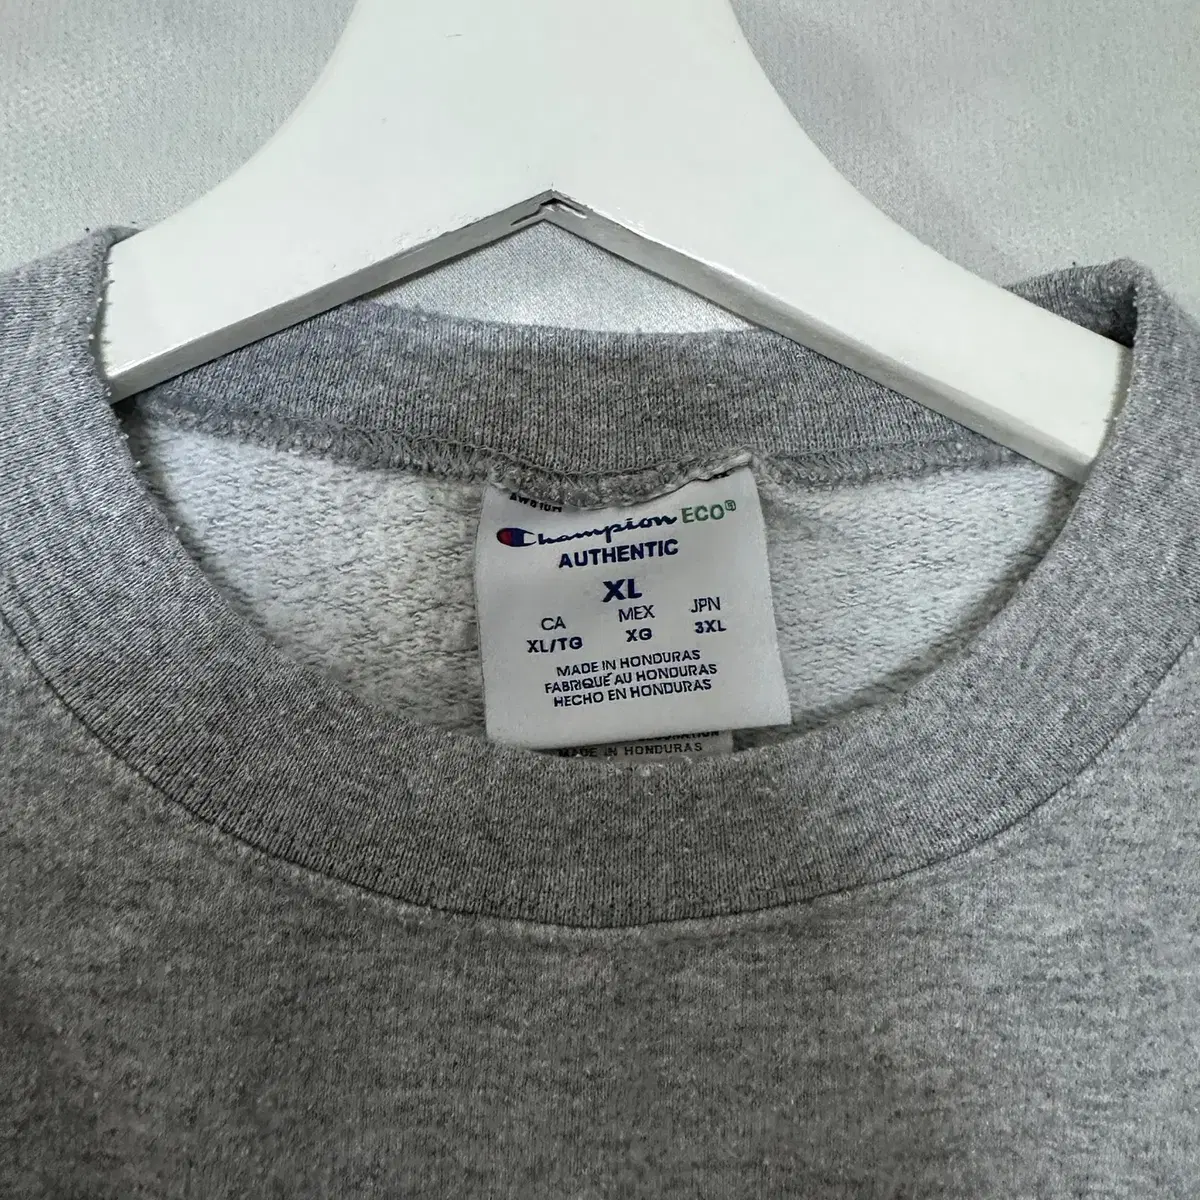 Champion ECO®
AUTHENTIC
XL
CA MEX JPN
XL/TG XG 3XL
MADE IN HONDURAS
FABRIQUÉ AU HONDURAS
HECHO EN HONDURAS
MADE IN HONDURAS